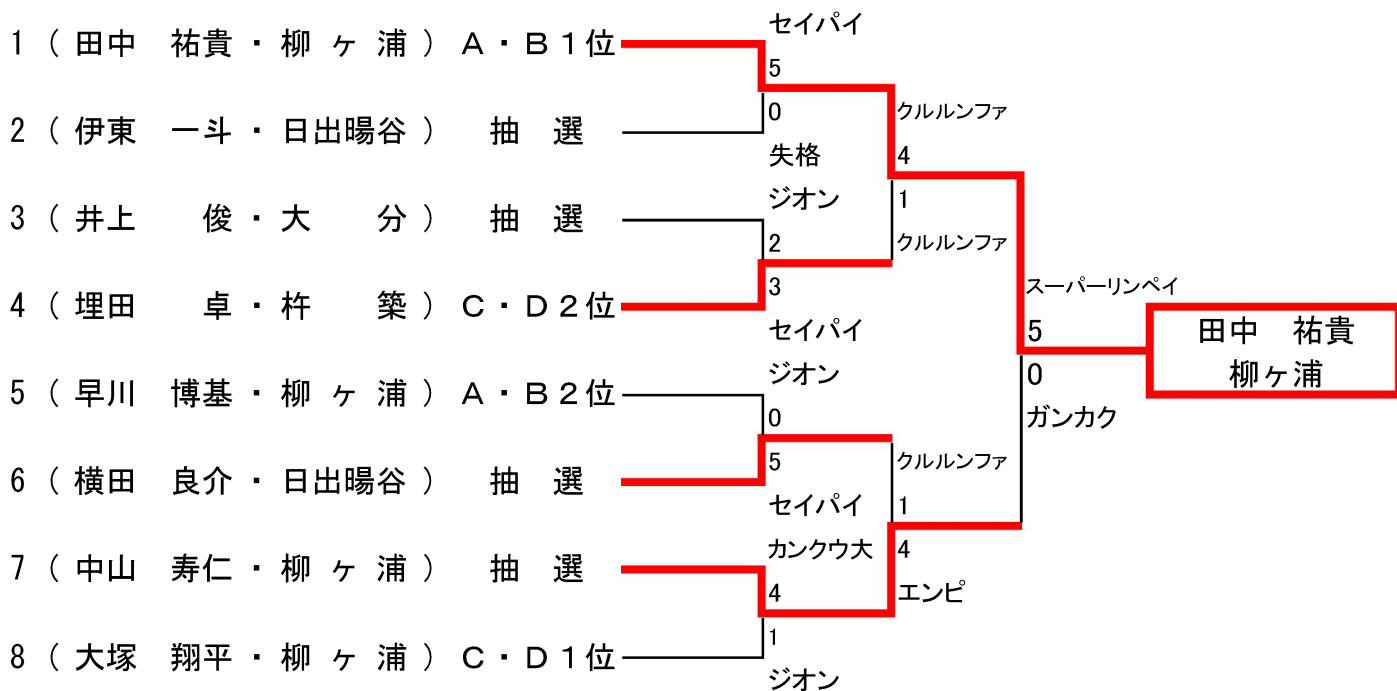 セイパイ
1 ( 田中 祐貴 ・ 柳 ヶ 浦 ) A ・ B 1 位
5
0
クルルンファ
2 ( 伊東 一斗 ・ 日出暘谷 ) 抽 選
失格
4
ジオン
1
3 ( 井上 俊 ・ 大 分 ) 抽 選
2
クルルンファ
3
スーパーリンペイ
4 ( 埋田 卓 ・ 杵 築 ) C ・ D 2 位
セイパイ
5
田中 祐貴
ジオン
0
柳ヶ浦
5 ( 早川 博基 ・ 柳 ヶ 浦 ) A ・ B 2 位
0
ガンカク
5
クルルンファ
6 ( 横田 良介 ・ 日出暘谷 ) 抽 選
セイパイ
1
カンクウ大
4
7 ( 中山 寿仁 ・ 柳 ヶ 浦 ) 抽 選
4
エンピ
1
8 ( 大塚 翔平 ・ 柳 ヶ 浦 ) C ・ D 1 位
ジオン